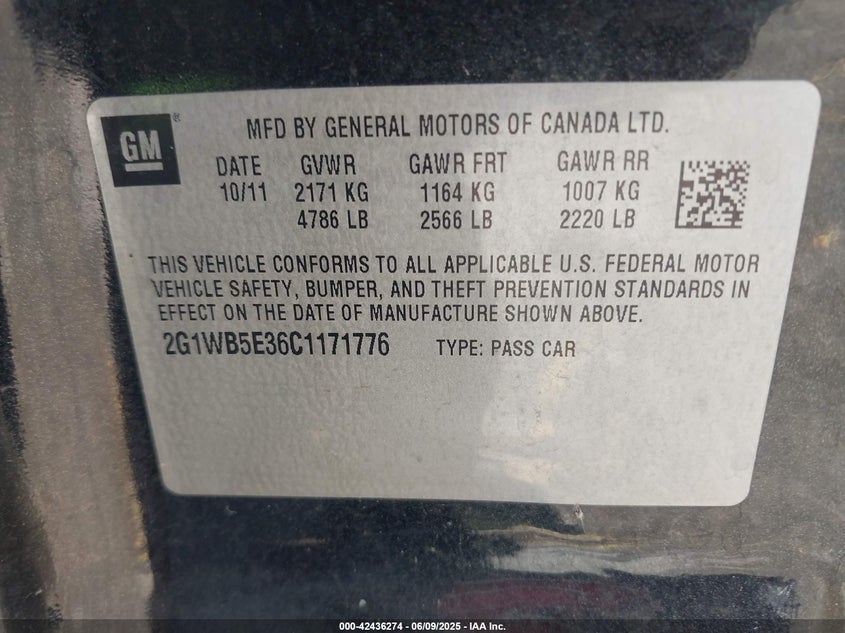 GM ®
MFD BY GENERAL MOTORS OF CANADA LTD.
DATE GVWR GAWR FRT GAWR RR
10/11 2171 KG 1164 KG 1007 KG
4786 LB 2566 LB 2220 LB
THIS VEHICLE CONFORMS TO ALL APPLICABLE U.S. FEDERAL MOTOR
VEHICLE SAFETY, BUMPER, AND THEFT PREVENTION STANDARDS IN
EFFECT ON THE DATE OF MANUFACTURE SHOWN ABOVE.
2G1WB5E36C1171776 TYPE: PASS CAR
000-42436274 - 06/09/2025 - IAA Inc.